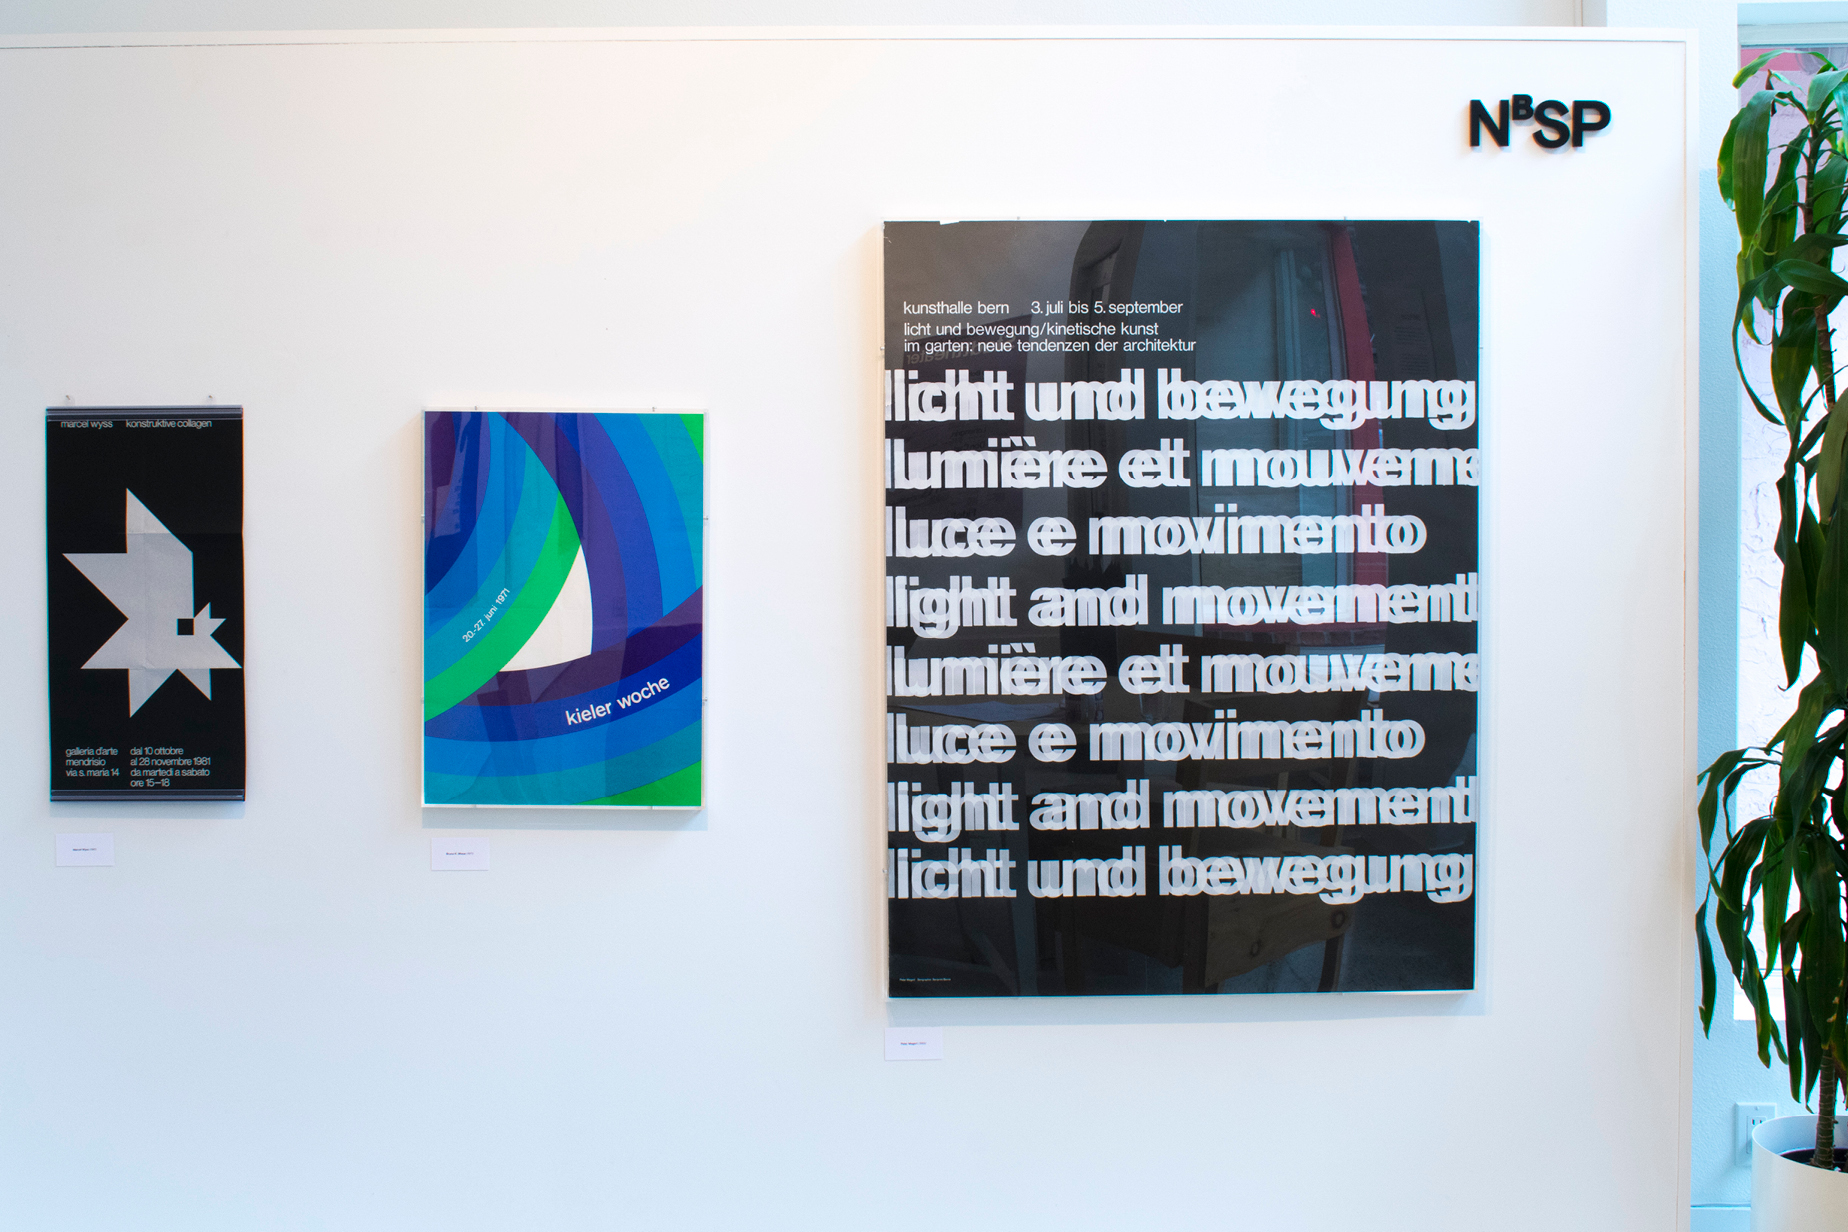 NBSP
marcel wyss konstruktive collagen
galleria d'arte
mendrisio
via s. maria 14
dal 10 ottobre
al 28 novembre 1981
da martedì a sabato
ore 15–18
20.-27. juni 1971
kieler woche
kunsthalle bern 3. juli bis 5. september
licht und bewegung/kinetische kunst
im garten: neue tendenzen der architektur
licht und bewegung
lumière et mouveme
luce e movimento
light and movement
lumière et mouveme
luce e movimento
light and movement
licht und bewegung